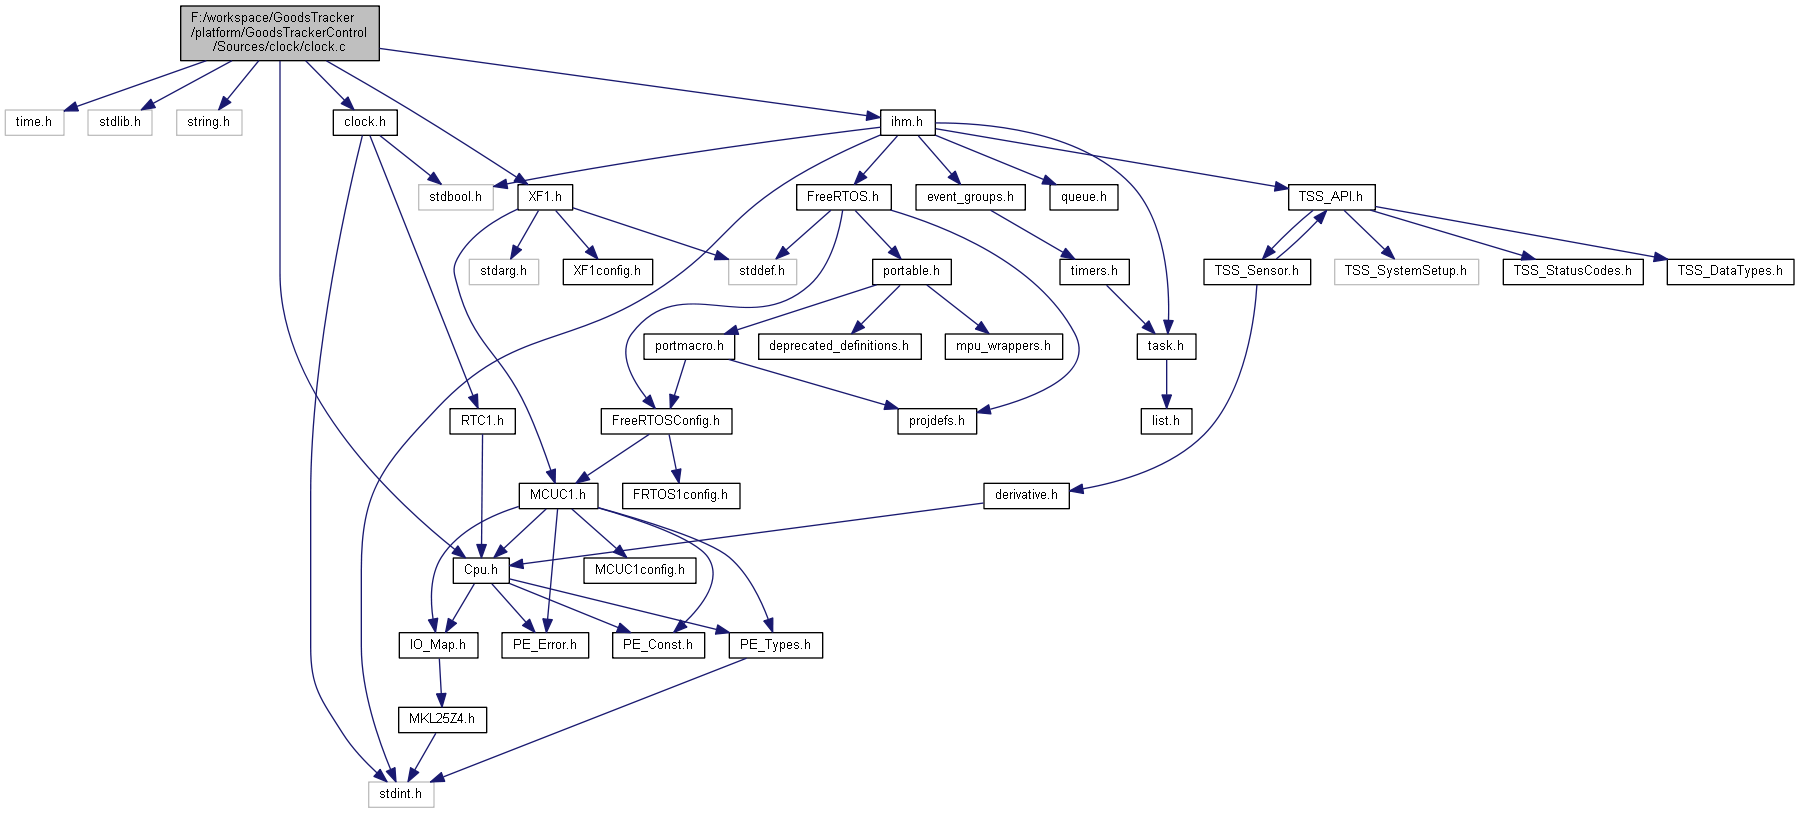 F:/workspace/GoodsTracker
/platform/GoodsTrackerControl
/Sources/clock/clock.c
time.h
stdlib.h
string.h
clock.h
ihm.h
stdbool.h
XF1.h
FreeRTOS.h
event_groups.h
queue.h
TSS_API.h
stdarg.h
XF1config.h
stddef.h
portable.h
timers.h
TSS_Sensor.h
TSS_SystemSetup.h
TSS_StatusCodes.h
TSS_DataTypes.h
portmacro.h
deprecated_definitions.h
mpu_wrappers.h
task.h
RTC1.h
FreeRTOSConfig.h
projdefs.h
list.h
MCUC1.h
FRTOS1config.h
derivative.h
Cpu.h
MCUC1config.h
IO_Map.h
PE_Error.h
PE_Const.h
PE_Types.h
MKL25Z4.h
stdint.h